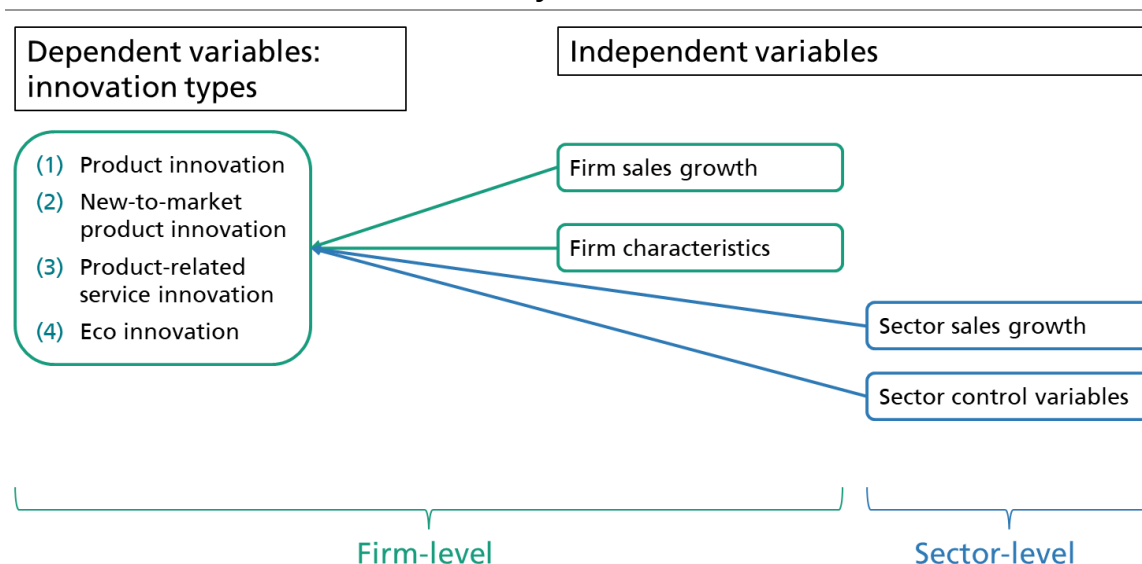 Dependent variables:
innovation types
Independent variables
(1) Product innovation
(2) New-to-market
product innovation
(3) Product-related
service innovation
(4) Eco innovation
Firm sales growth
Firm characteristics
Sector sales growth
Sector control variables
Firm-level
Sector-level